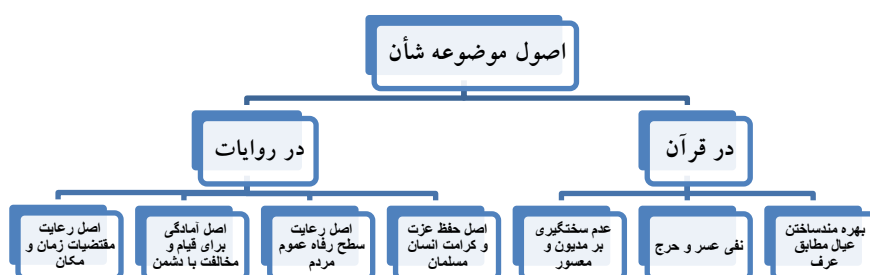 اصول موضوعه شأن
در قرآن
در روایات
بهره مندساختن
عیال مطابق
عرف
نفی عسر و حرج
عدم سختگیری
بر مدیون و
معسور
اصل حفظ عزت
و کرامت انسان
مسلمان
اصل رعایت
سطح رفاه عموم
مردم
اصل آمادگی
برای قیام و
مخالفت با دشمن
اصل رعایت
مقتضیات زمان و
مکان